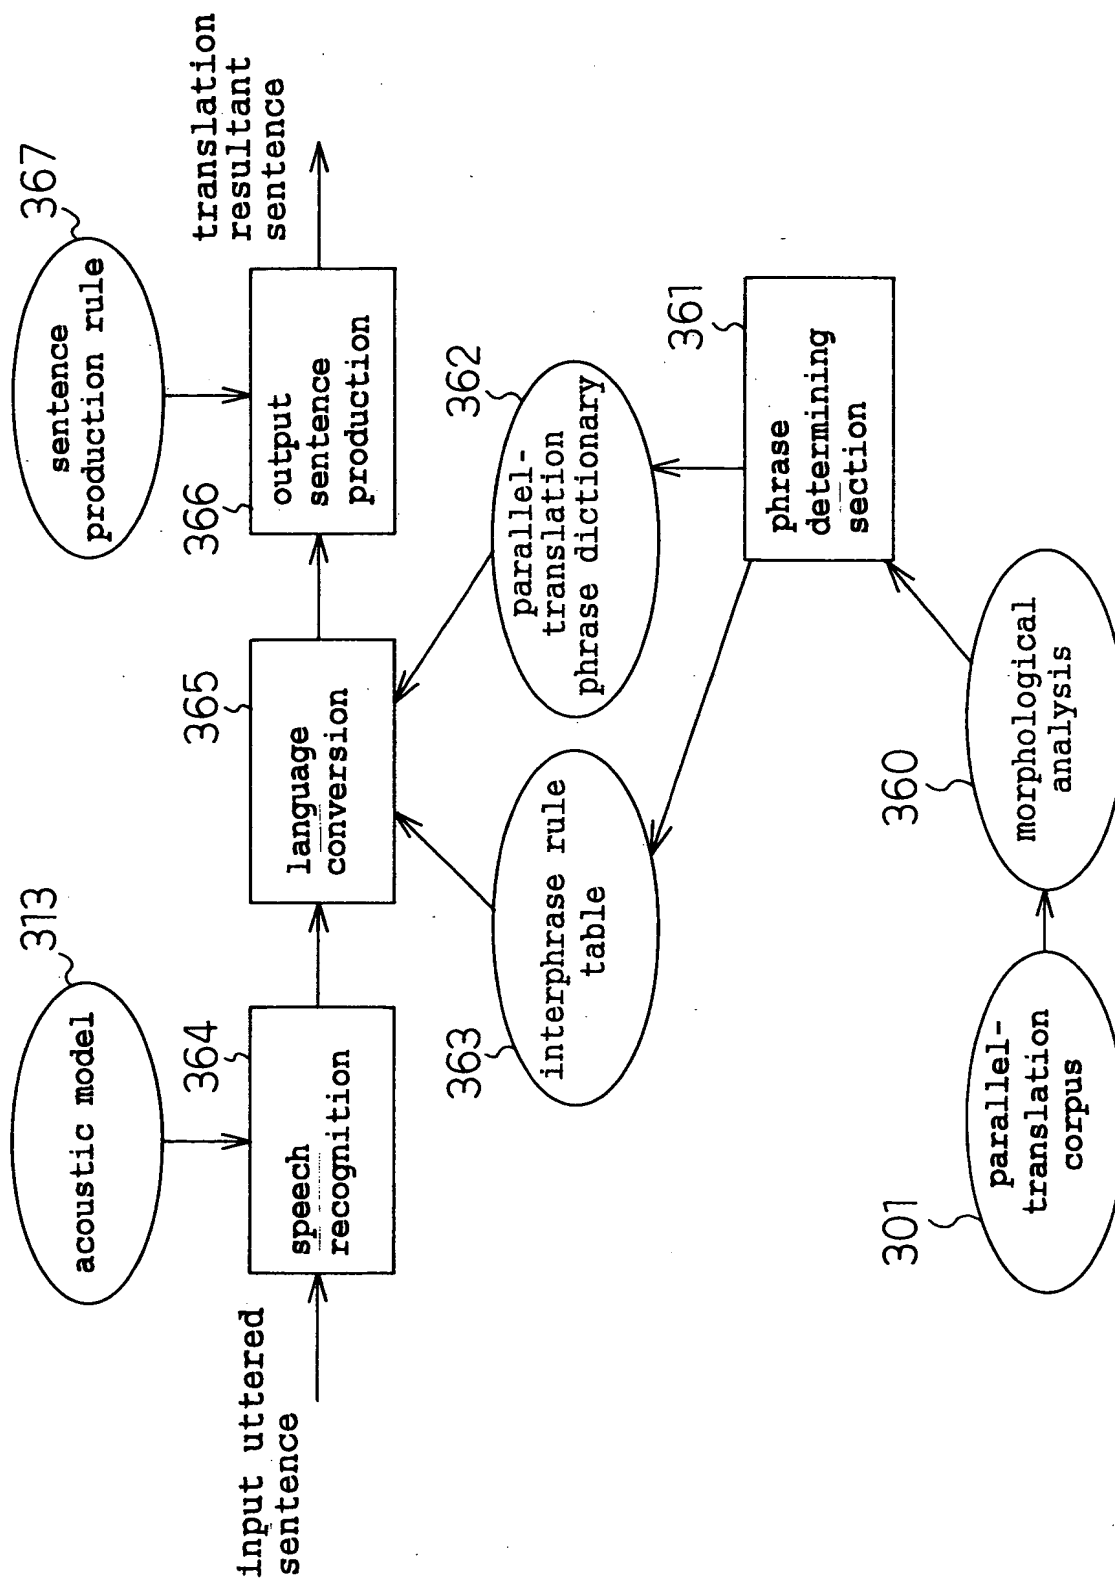 acoustic model
313
sentence
production rule
367
input uttered
sentence
364
speech
recognition
365
language
conversion
366
output
sentence
production
translation
resultant
sentence
363
interphrase rule
table
362
parallel-
translation
phrase dictionary
361
phrase
determining
section
301
parallel-
translation
corpus
360
morphological
analysis